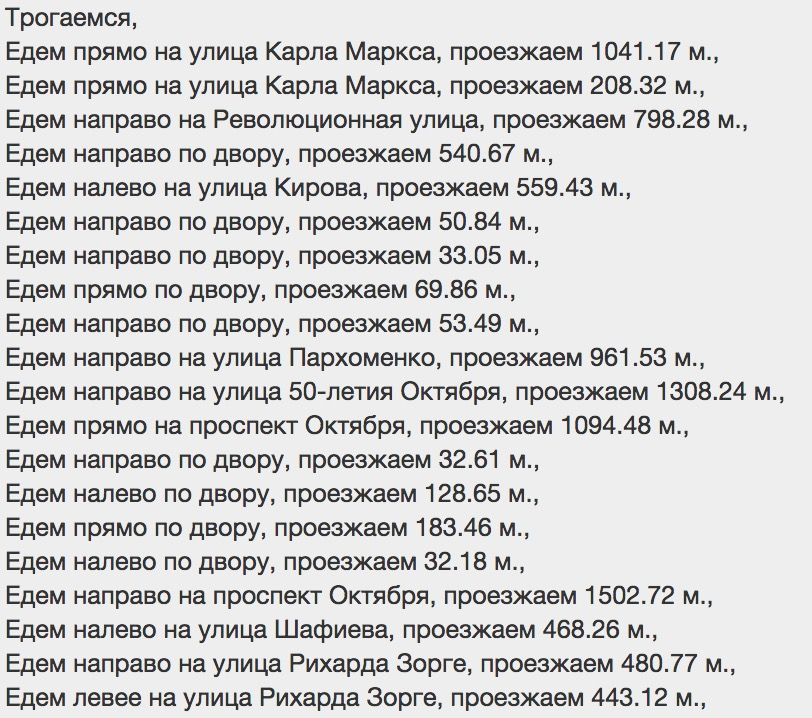 Трогаемся,
Едем прямо на улица Карла Маркса, проезжаем 1041.17 м.,
Едем прямо на улица Карла Маркса, проезжаем 208.32 м.,
Едем направо на Революционная улица, проезжаем 798.28 м.,
Едем направо по двору, проезжаем 540.67 м.,
Едем налево на улица Кирова, проезжаем 559.43 м.,
Едем направо по двору, проезжаем 50.84 м.,
Едем направо по двору, проезжаем 33.05 м.,
Едем прямо по двору, проезжаем 69.86 м.,
Едем направо по двору, проезжаем 53.49 м.,
Едем направо на улица Пархоменко, проезжаем 961.53 м.,
Едем направо на улица 50-летия Октября, проезжаем 1308.24 м.,
Едем прямо на проспект Октября, проезжаем 1094.48 м.,
Едем направо по двору, проезжаем 32.61 м.,
Едем налево по двору, проезжаем 128.65 м.,
Едем прямо по двору, проезжаем 183.46 м.,
Едем налево по двору, проезжаем 32.18 м.,
Едем направо на проспект Октября, проезжаем 1502.72 м.,
Едем налево на улица Шафиева, проезжаем 468.26 м.,
Едем направо на улица Рихарда Зорге, проезжаем 480.77 м.,
Едем левее на улица Рихарда Зорге, проезжаем 443.12 м.,